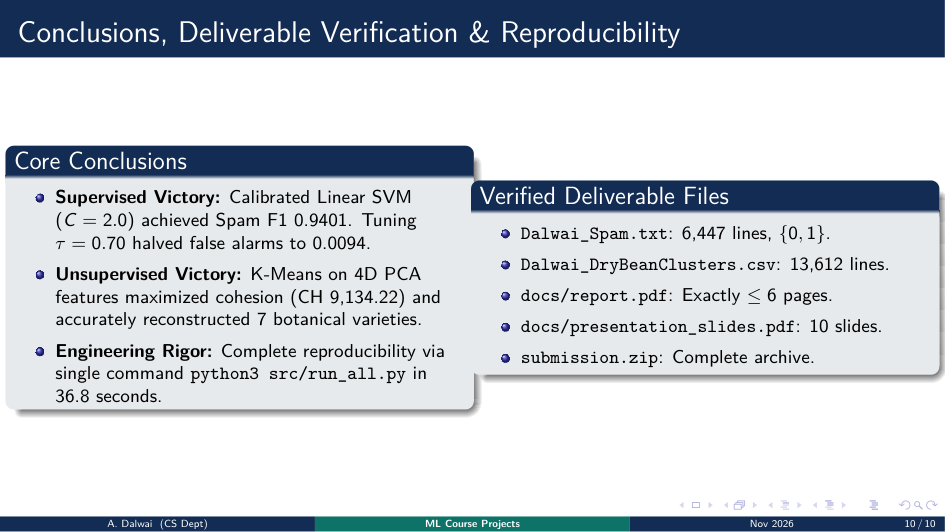 Conclusions, Deliverable Verification & Reproducibility
Core Conclusions
Supervised Victory: Calibrated Linear SVM
(C = 2.0) achieved Spam F1 0.9401. Tuning
τ = 0.70 halved false alarms to 0.0094.
Unsupervised Victory: K-Means on 4D PCA
features maximized cohesion (CH 9,134.22) and
accurately reconstructed 7 botanical varieties.
Engineering Rigor: Complete reproducibility via
single command python3 src/run_all.py in
36.8 seconds.
Verified Deliverable Files
Dalwai_Spam.txt: 6,447 lines, {0, 1}.
Dalwai_DryBeanClusters.csv: 13,612 lines.
docs/report.pdf: Exactly ≤ 6 pages.
docs/presentation_slides.pdf: 10 slides.
submission.zip: Complete archive.
A. Dalwai (CS Dept)
ML Course Projects
Nov 2026
10 / 10